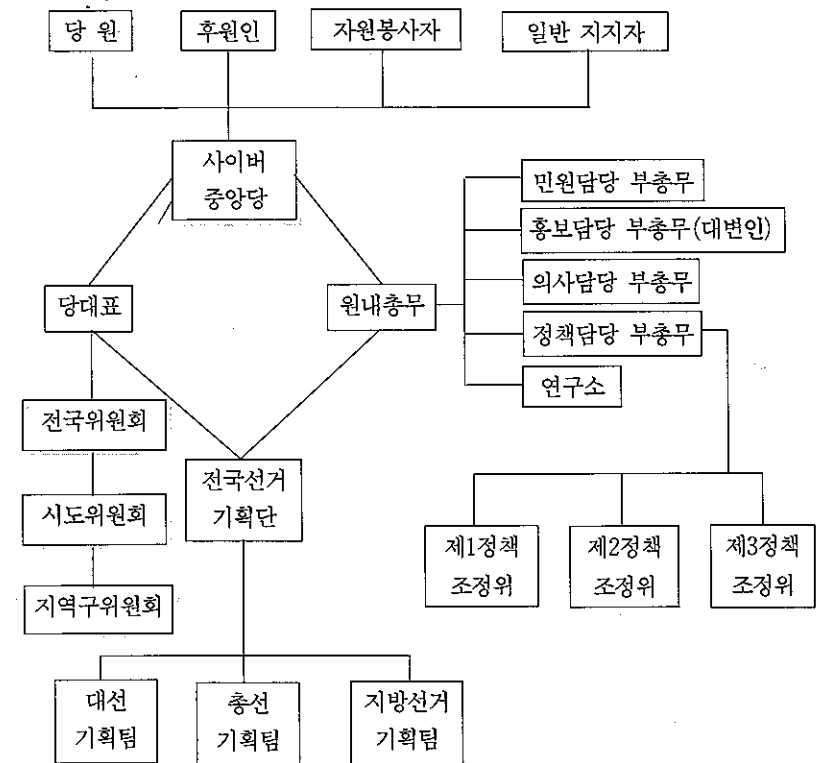 당 원
후원인
자원봉사자
일반 지지자
사이버
중앙당
민원담당 부총무
홍보담당 부총무(대변인)
의사담당 부총무
정책담당 부총무
연구소
당대표
원내총무
전국위원회
시도위원회
지역구위원회
전국선거
기획단
제1정책
조정위
제2정책
조정위
제3정책
조정위
대선
기획팀
총선
기획팀
지방선거
기획팀